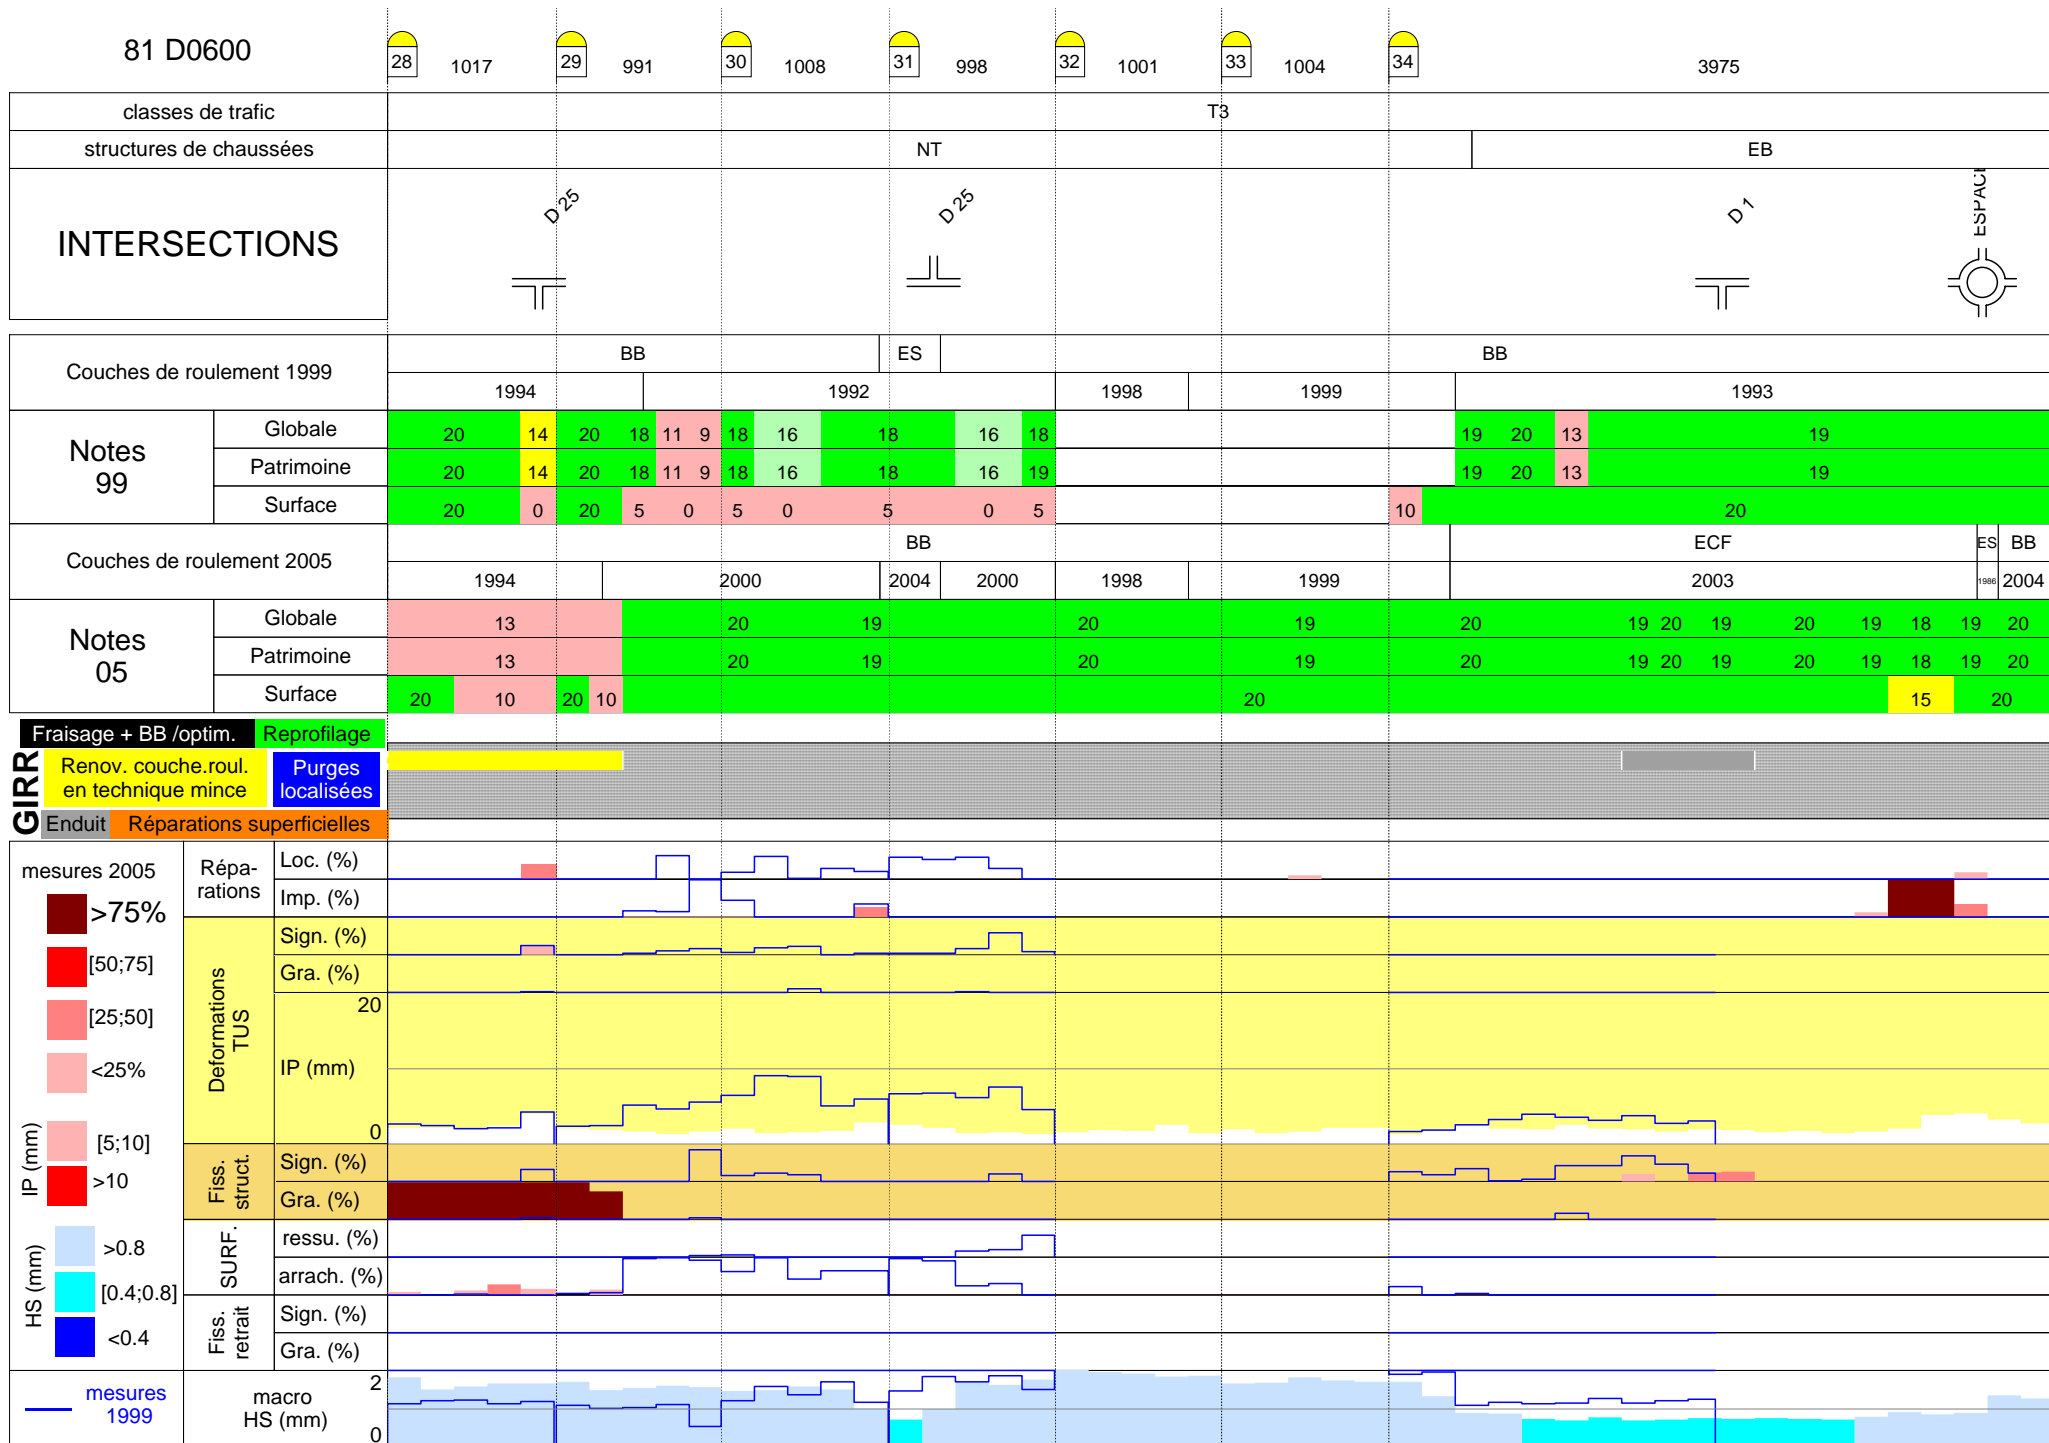 81 D0600
28 1017 29 991 30 1008 31 998 32 1001 33 1004 34 3975
classes de trafic T3
structures de chaussées NT EB
INTERSECTIONS D 25 D 25 D 1 ESPACE
Couches de roulement 1999 BB ES BB
1994 1992 1998 1999 1993
Notes 99
Globale 20 14 20 18 11 9 18 16 18 16 18 19 20 13 19
Patrimoine 20 14 20 18 11 9 18 16 18 16 19 19 20 13 19
Surface 20 0 20 5 0 5 0 5 0 5 10 20
Couches de roulement 2005 BB ECF ES BB
1994 2000 2004 2000 1998 1999 2003 1986 2004
Notes 05
Globale 13 20 19 20 19 20 19 20 19 20 19 18 19 20
Patrimoine 13 20 19 20 19 20 19 20 19 20 19 18 19 20
Surface 20 10 20 10 20 15 20
GIRR
Fraisage + BB /optim. Reprofilage
Renov. couche.roul.
en technique mince
Purges
localisées
Enduit Réparations superficielles
mesures 2005
>75%
[50;75]
[25;50]
<25%
IP (mm)
[5;10]
>10
HS (mm)
>0.8
[0.4;0.8]
<0.4
mesures
1999
Répa-
rations
Loc. (%)
Imp. (%)
Deformations
TUS
Sign. (%)
Gra. (%)
20
IP (mm)
0
Fiss.
struct.
Sign. (%)
Gra. (%)
SURF.
ressu. (%)
arrach. (%)
Fiss.
retrait
Sign. (%)
Gra. (%)
macro
HS (mm)
2
0